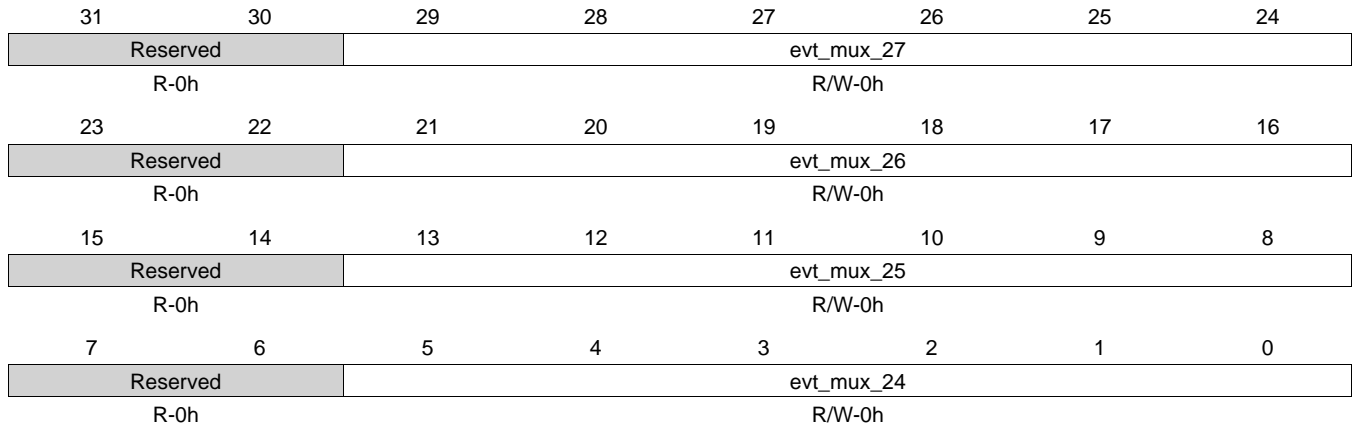 31 30 29 28 27 26 25 24
Reserved evt_mux_27
R-0h R/W-0h
23 22 21 20 19 18 17 16
Reserved evt_mux_26
R-0h R/W-0h
15 14 13 12 11 10 9 8
Reserved evt_mux_25
R-0h R/W-0h
7 6 5 4 3 2 1 0
Reserved evt_mux_24
R-0h R/W-0h